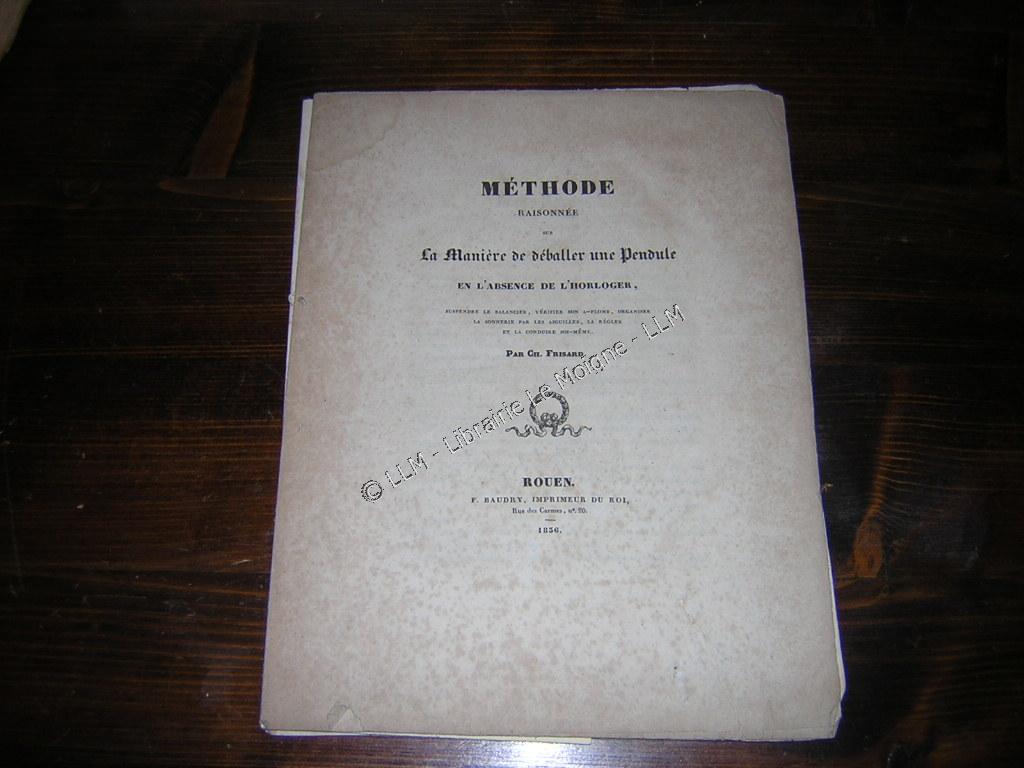 MÉTHODE
RAISONNÉE
SUR
La Manière de déballer une Pendule
EN L'ABSENCE DE L'HORLOGER,
SUSPENDRE LE BALANCIER, VÉRIFIER SON A-PLOMB, ORGANISER
LA SONNERIE PAR LES AIGUILLES, LA RÉGLER
ET LA CONDUIRE SOI-MÊME.
PAR CH. FRISARD.
© LLM - Librairie Le Moigne - LLM
ROUEN.
F. BAUDRY, IMPRIMEUR DU ROI,
Rue des Carmes, nº. 20.
1836.